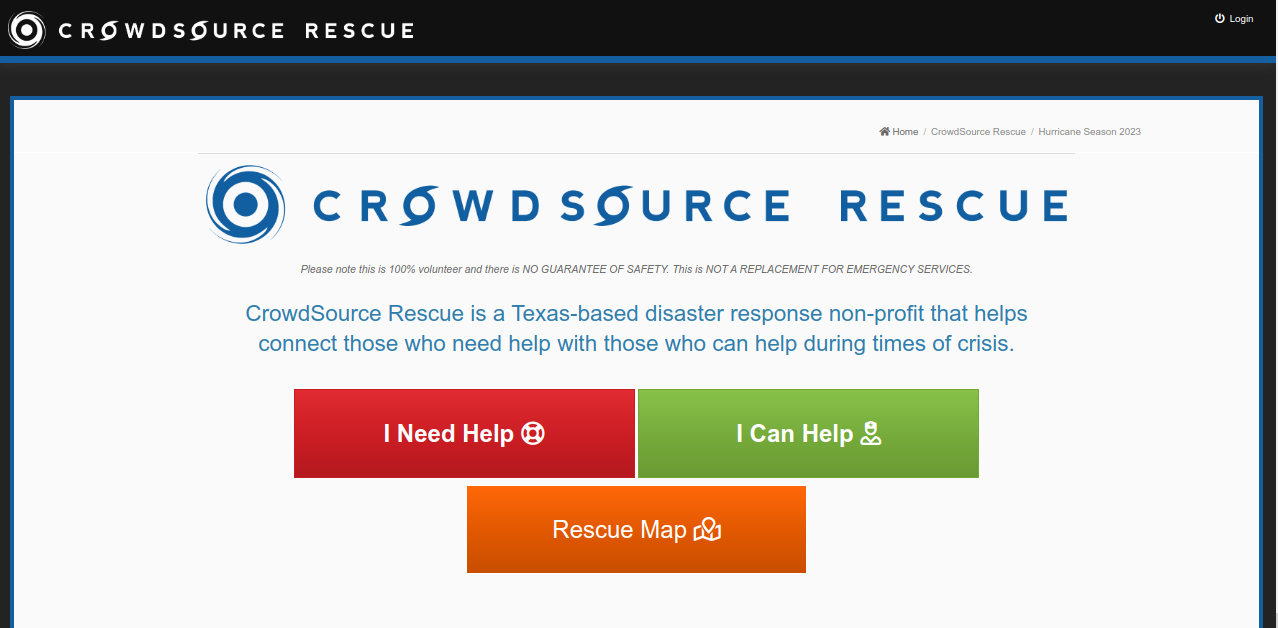 CROWDSOURCE RESCUE
Login
Home / CrowdSource Rescue / Hurricane Season 2023
CROWDSOURCE RESCUE
Please note this is 100% volunteer and there is NO GUARANTEE OF SAFETY. This is NOT A REPLACEMENT FOR EMERGENCY SERVICES.
CrowdSource Rescue is a Texas-based disaster response non-profit that helps
connect those who need help with those who can help during times of crisis.
I Need Help
I Can Help
Rescue Map